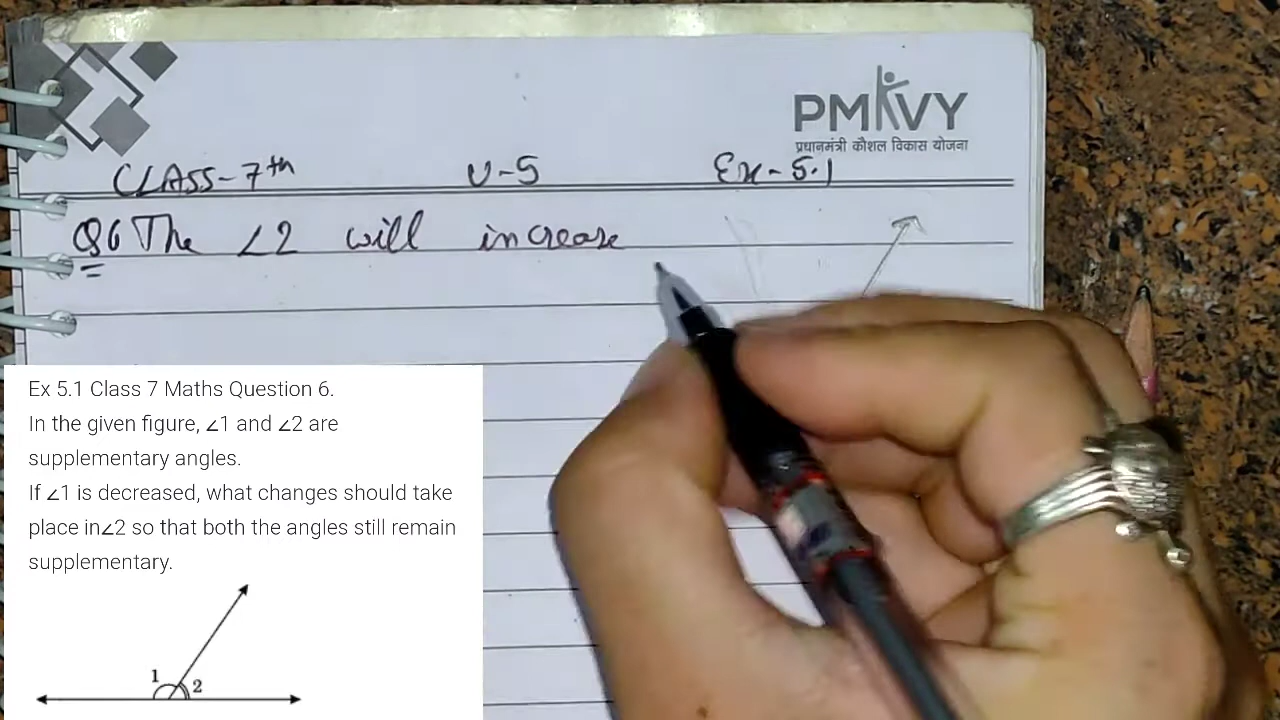 PMKVY
प्रधानमंत्री कौशल विकास योजना
CLASS-7th U-5 Ex-5.1
Q6 The ∠2 will increase
Ex 5.1 Class 7 Maths Question 6.
In the given figure, ∠1 and ∠2 are
supplementary angles.
If ∠1 is decreased, what changes should take
place in∠2 so that both the angles still remain
supplementary.
1 2